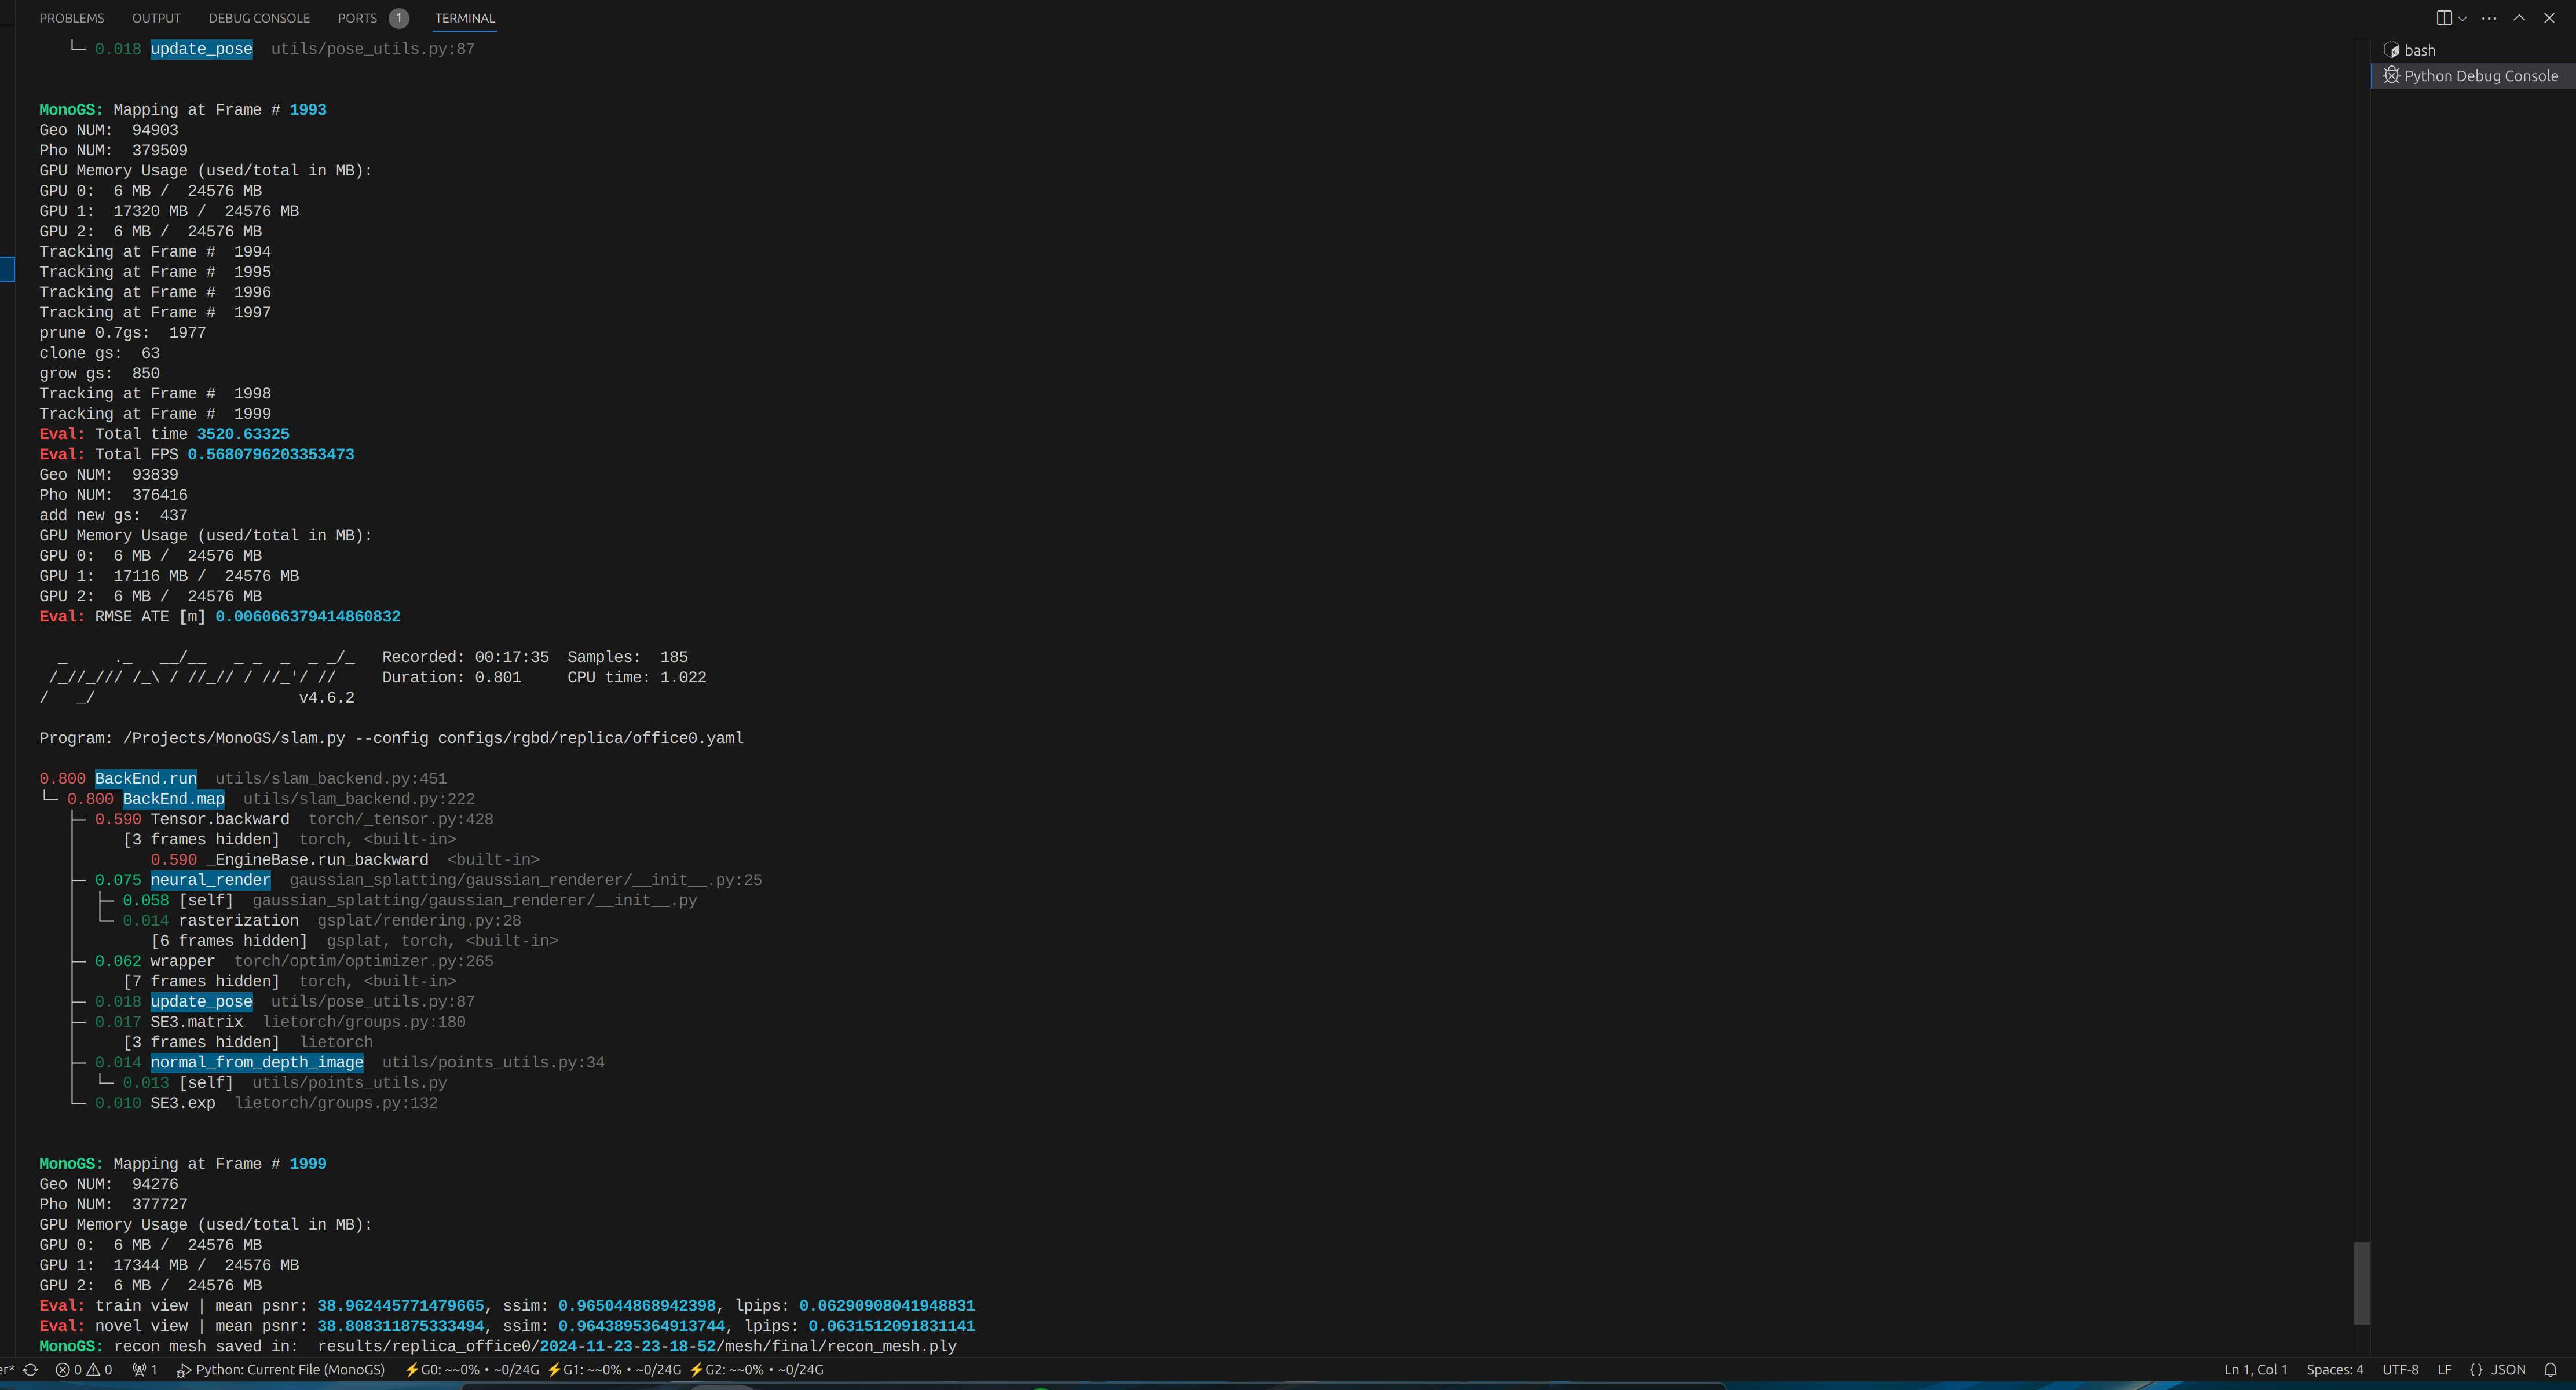 PROBLEMS OUTPUT DEBUG CONSOLE PORTS 1 TERMINAL
└─ 0.018 update_pose  utils/pose_utils.py:87
bash
Python Debug Console
MonoGS: Mapping at Frame # 1993
Geo NUM:  94903
Pho NUM:  379509
GPU Memory Usage (used/total in MB):
GPU 0:  6 MB /  24576 MB
GPU 1:  17320 MB /  24576 MB
GPU 2:  6 MB /  24576 MB
Tracking at Frame #  1994
Tracking at Frame #  1995
Tracking at Frame #  1996
Tracking at Frame #  1997
prune 0.7gs:  1977
clone gs:  63
grow gs:  850
Tracking at Frame #  1998
Tracking at Frame #  1999
Eval: Total time 3520.63325
Eval: Total FPS 0.5680796203353473
Geo NUM:  93839
Pho NUM:  376416
add new gs:  437
GPU Memory Usage (used/total in MB):
GPU 0:  6 MB /  24576 MB
GPU 1:  17116 MB /  24576 MB
GPU 2:  6 MB /  24576 MB
Eval: RMSE ATE [m] 0.006066379414860832
  _     ._   __/__   _ _  _  _ _/_   Recorded: 00:17:35  Samples:  185
 /_//_/// /_\ / //_// / //_'/ //     Duration: 0.801     CPU time: 1.022
/   _/                      v4.6.2
Program: /Projects/MonoGS/slam.py --config configs/rgbd/replica/office0.yaml
0.800 BackEnd.run  utils/slam_backend.py:451
└─ 0.800 BackEnd.map  utils/slam_backend.py:222
   ├─ 0.590 Tensor.backward  torch/_tensor.py:428
   │     [3 frames hidden]  torch, <built-in>
   │        0.590 _EngineBase.run_backward  <built-in>
   ├─ 0.075 neural_render  gaussian_splatting/gaussian_renderer/__init__.py:25
   │  ├─ 0.058 [self]  gaussian_splatting/gaussian_renderer/__init__.py
   │  └─ 0.014 rasterization  gsplat/rendering.py:28
   │        [6 frames hidden]  gsplat, torch, <built-in>
   ├─ 0.062 wrapper  torch/optim/optimizer.py:265
   │     [7 frames hidden]  torch, <built-in>
   ├─ 0.018 update_pose  utils/pose_utils.py:87
   ├─ 0.017 SE3.matrix  lietorch/groups.py:180
   │     [3 frames hidden]  lietorch
   ├─ 0.014 normal_from_depth_image  utils/points_utils.py:34
   │  └─ 0.013 [self]  utils/points_utils.py
   └─ 0.010 SE3.exp  lietorch/groups.py:132
MonoGS: Mapping at Frame # 1999
Geo NUM:  94276
Pho NUM:  377727
GPU Memory Usage (used/total in MB):
GPU 0:  6 MB /  24576 MB
GPU 1:  17344 MB /  24576 MB
GPU 2:  6 MB /  24576 MB
Eval: train view | mean psnr: 38.962445771479665, ssim: 0.965044868942398, lpips: 0.06290908041948831
Eval: novel view | mean psnr: 38.808311875333494, ssim: 0.9643895364913744, lpips: 0.0631512091831141
MonoGS: recon mesh saved in:  results/replica_office0/2024-11-23-23-18-52/mesh/final/recon_mesh.ply
er* 0 0 1 Python: Current File (MonoGS) ⚡G0: ~~0% • ~0/24G ⚡G1: ~~0% • ~0/24G ⚡G2: ~~0% • ~0/24G Ln 1, Col 1 Spaces: 4 UTF-8 LF {} JSON